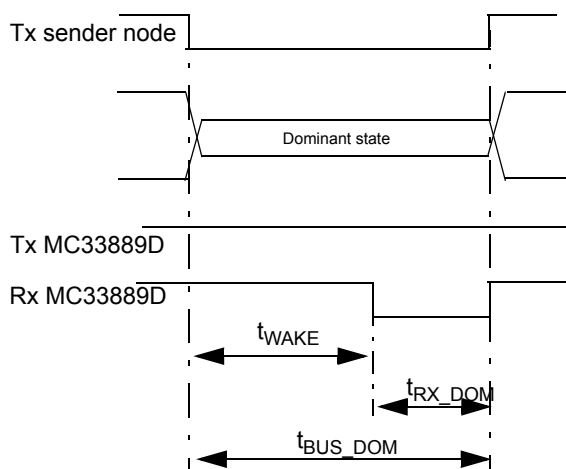 Tx sender node
Dominant state
Tx MC33889D
Rx MC33889D
tWAKE
tRX_DOM
tBUS_DOM